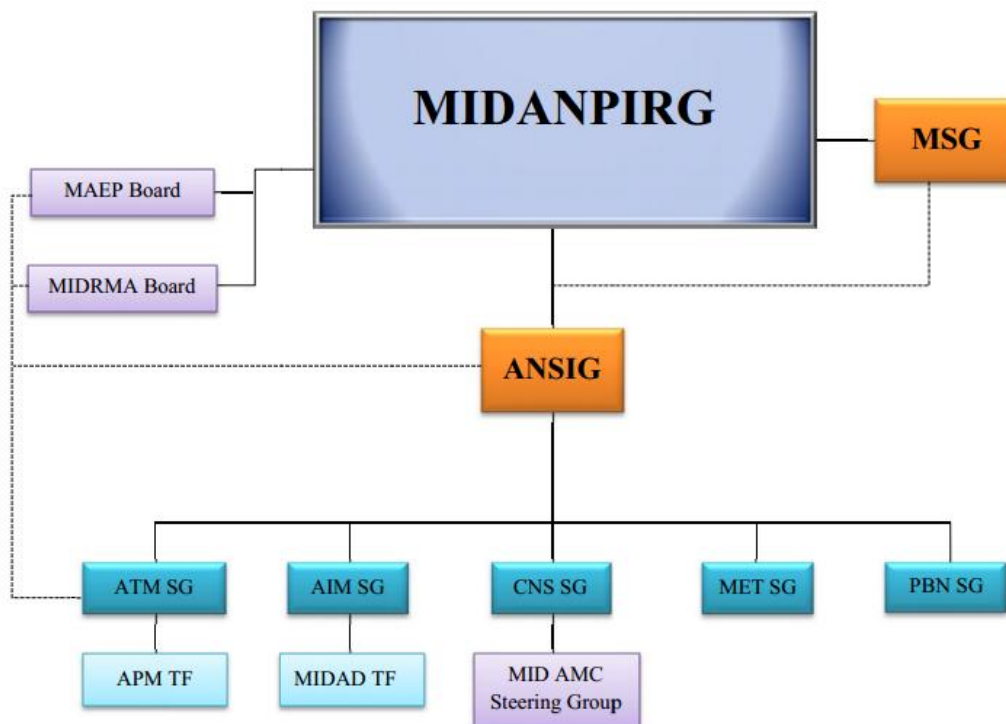 MIDANPIRG
MSG
MAEP Board
MIDRMA Board
ANSIG
ATM SG
AIM SG
CNS SG
MET SG
PBN SG
APM TF
MIDAD TF
MID AMC
Steering Group